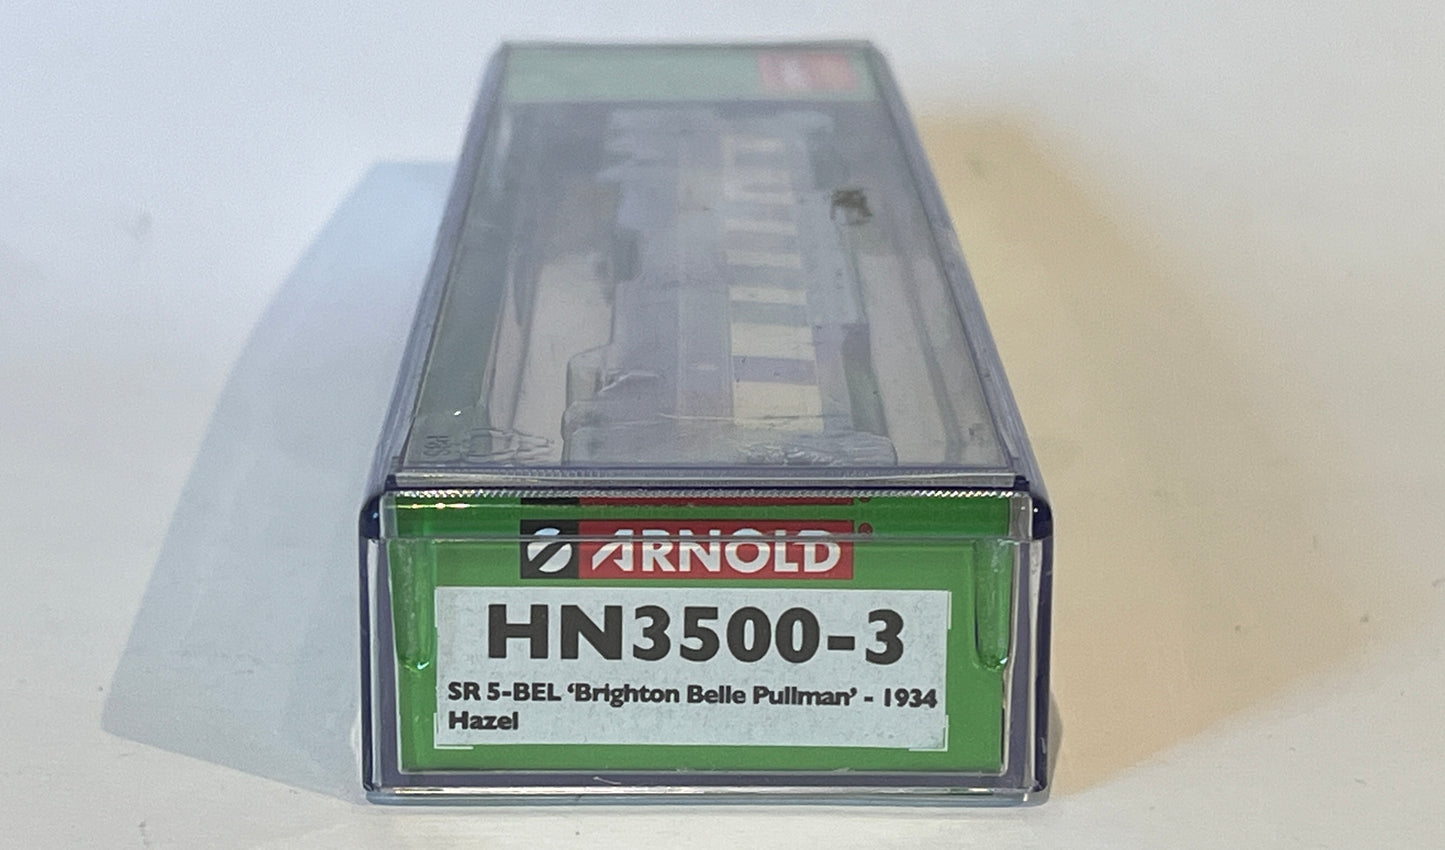 ARNOLD
HN3500-3
SR 5-BEL ‘Brighton Belle Pullman’ - 1934
Hazel